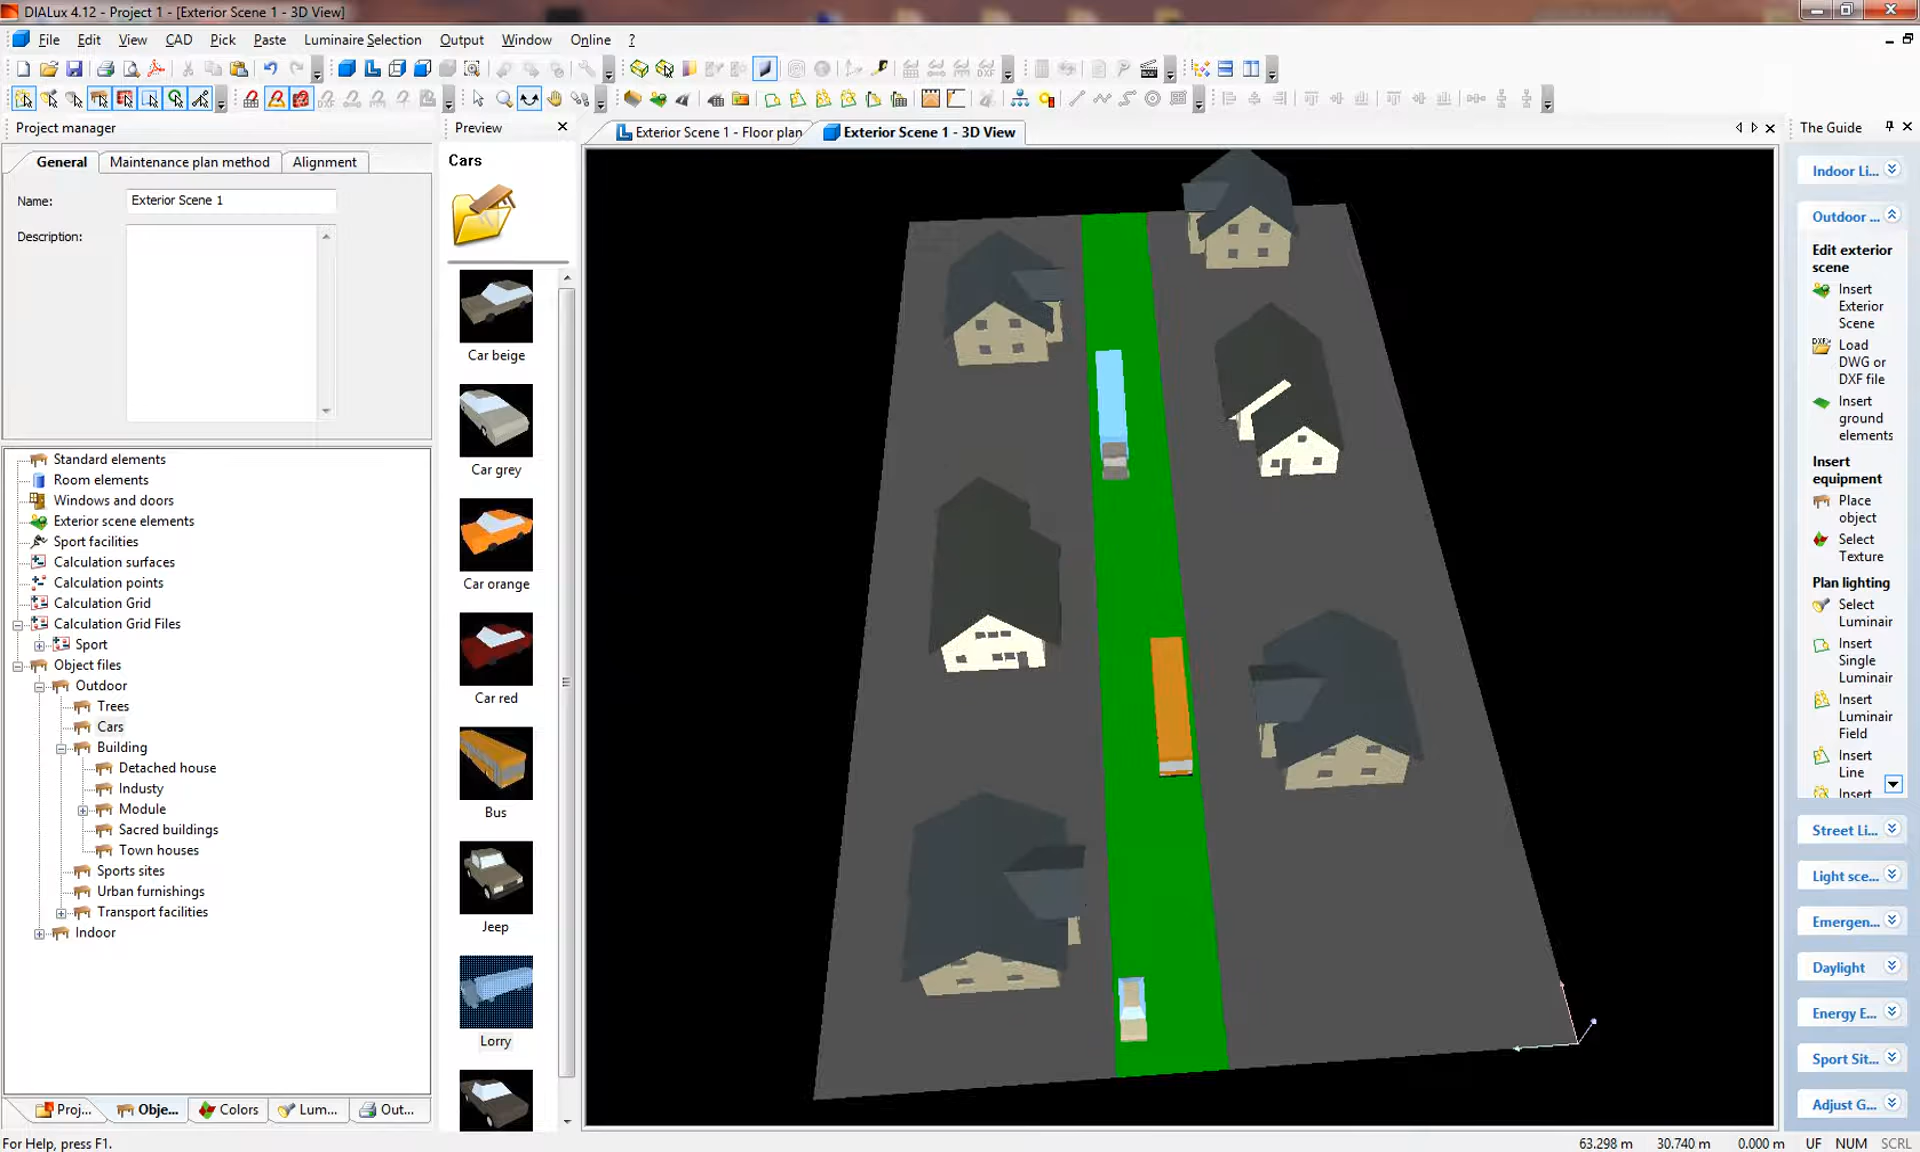 DIALux 4.12 - Project 1 - [Exterior Scene 1 - 3D View]
File Edit View CAD Pick Paste Luminaire Selection Output Window Online ?
Project manager
General Maintenance plan method Alignment
Name: Exterior Scene 1
Description:
Standard elements
Room elements
Windows and doors
Exterior scene elements
Sport facilities
Calculation surfaces
Calculation points
Calculation Grid
Calculation Grid Files
Sport
Object files
Outdoor
Trees
Cars
Building
Detached house
Industy
Module
Sacred buildings
Town houses
Sports sites
Urban furnishings
Transport facilities
Indoor
Proj... Obje... Colors Lum... Out...
Preview
Cars
Car beige
Car grey
Car orange
Car red
Bus
Jeep
Lorry
Exterior Scene 1 - Floor plan Exterior Scene 1 - 3D View
The Guide
Indoor Li...
Outdoor ...
Edit exterior
scene
Insert
Exterior
Scene
Load
DWG or
DXF file
Insert
ground
elements
Insert
equipment
Place
object
Select
Texture
Plan lighting
Select
Luminair
Insert
Single
Luminair
Insert
Luminair
Field
Insert
Line
Insert
Street Li...
Light sce...
Emergen...
Daylight
Energy E...
Sport Sit...
Adjust G...
For Help, press F1.
63.298 m 30.740 m 0.000 m UF NUM SCRL